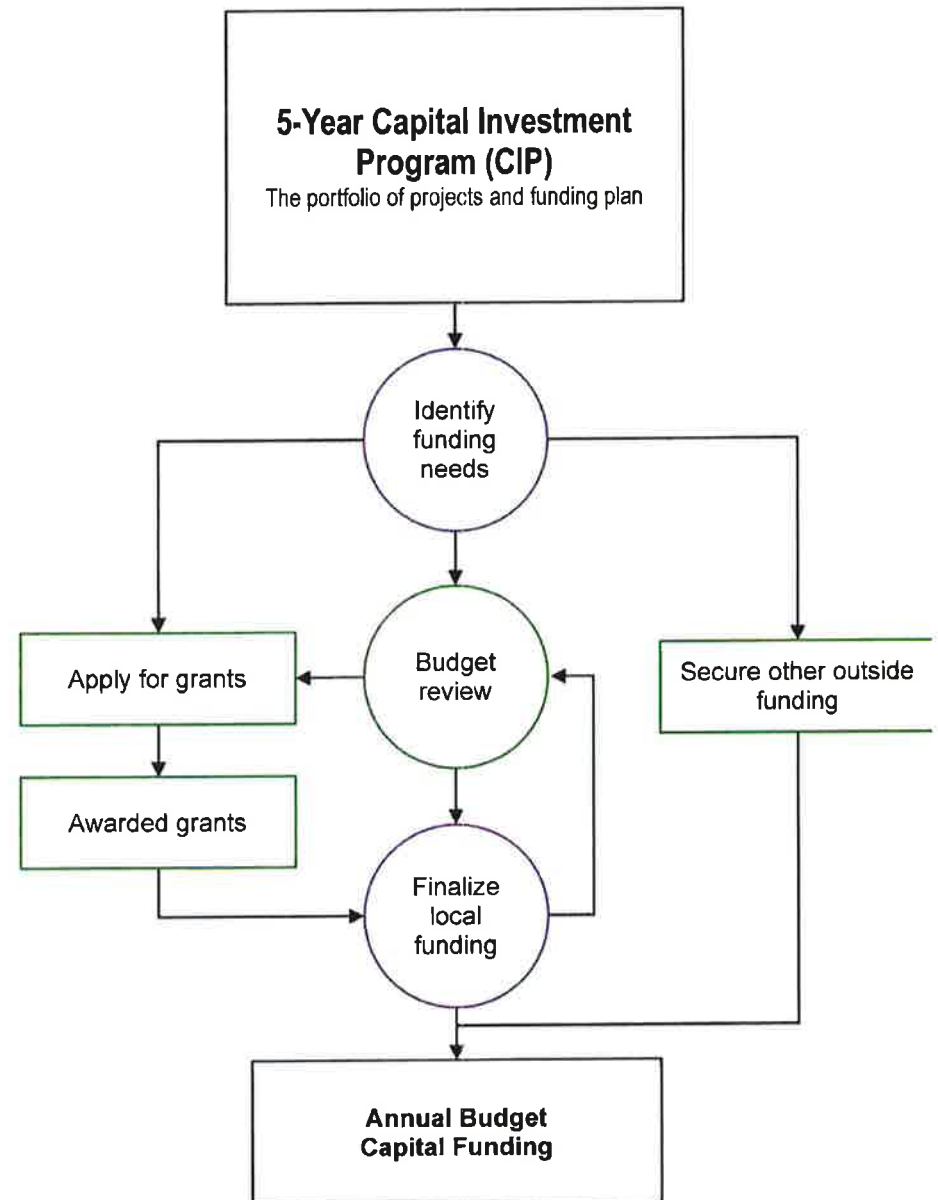 5-Year Capital Investment
Program (CIP)
The portfolio of projects and funding plan
Identify
funding
needs
Apply for grants
Budget
review
Secure other outside
funding
Awarded grants
Finalize
local
funding
Annual Budget
Capital Funding